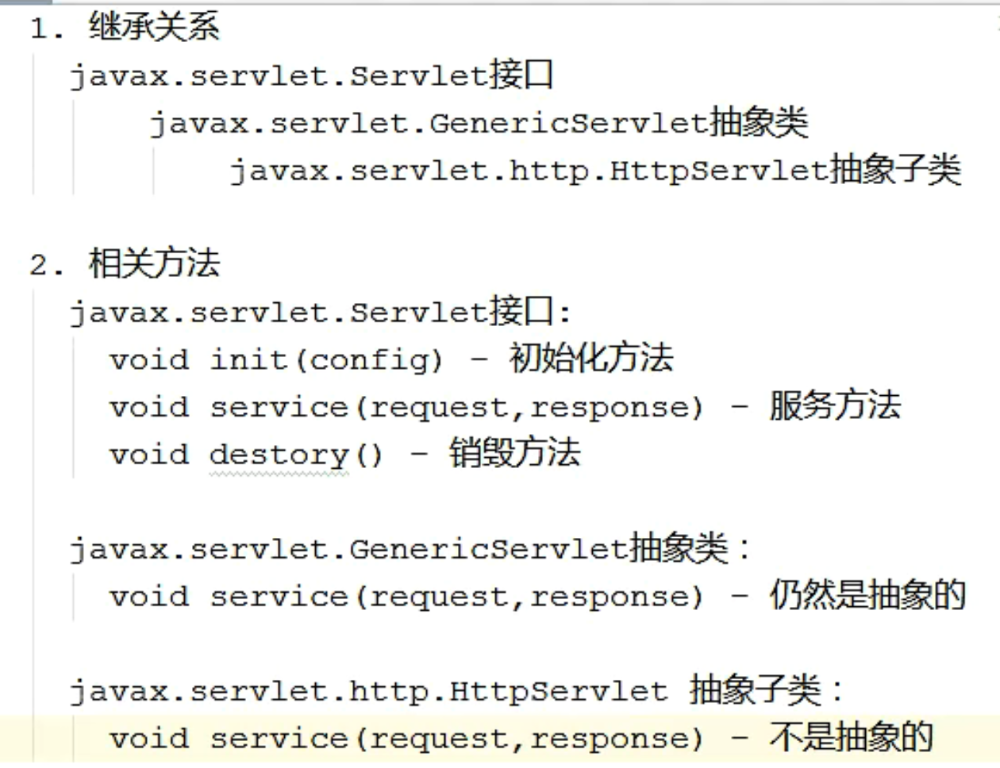 1. 继承关系
javax.servlet.Servlet接口
javax.servlet.GenericServlet抽象类
javax.servlet.http.HttpServlet抽象子类
2. 相关方法
javax.servlet.Servlet接口:
void init(config) - 初始化方法
void service(request,response) - 服务方法
void destory() - 销毁方法
javax.servlet.GenericServlet抽象类：
void service(request,response) - 仍然是抽象的
javax.servlet.http.HttpServlet 抽象子类：
void service(request,response) - 不是抽象的